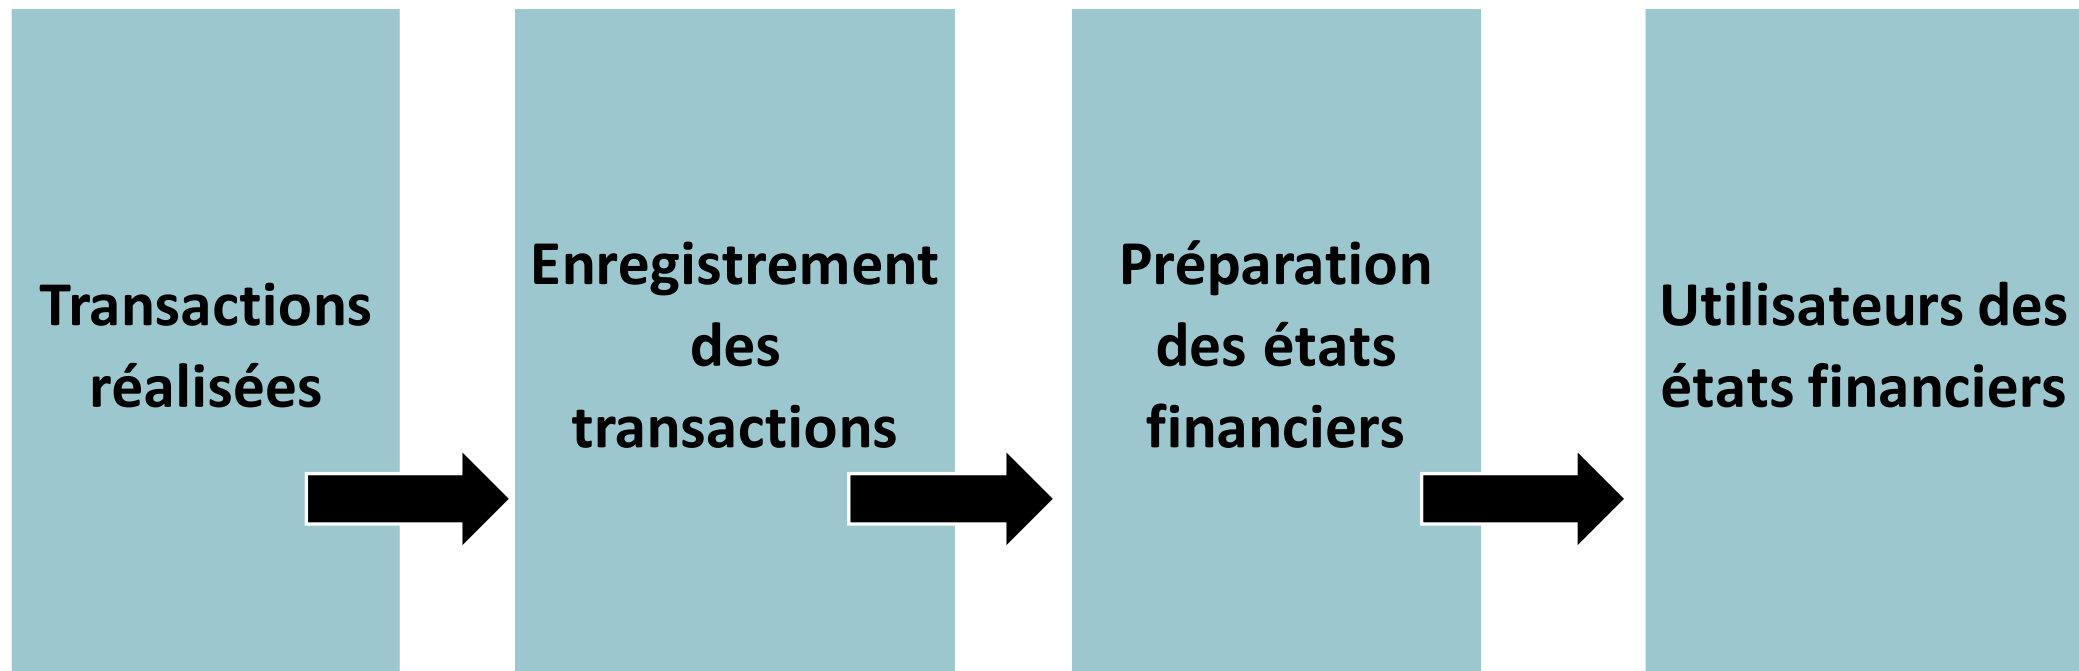 Transactions
réalisées
Enregistrement
des
transactions
Préparation
des états
financiers
Utilisateurs des
états financiers